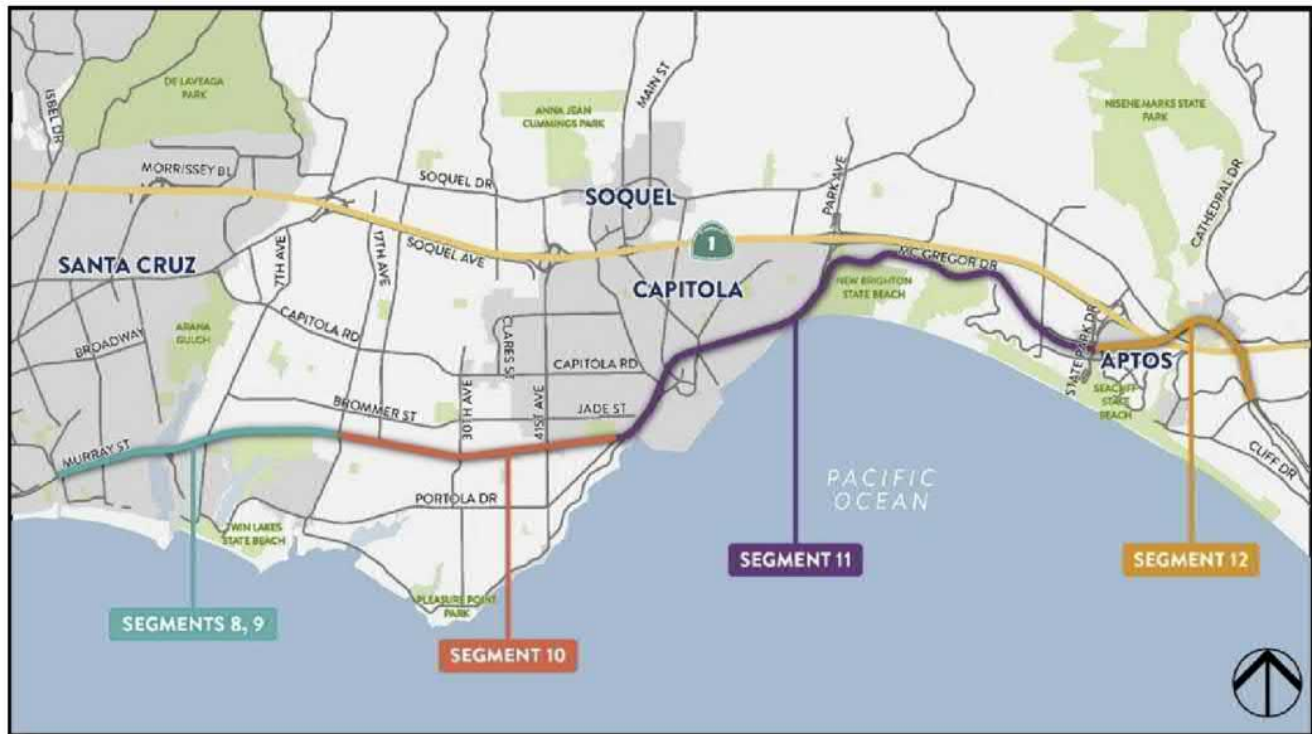 DE LAVEAGA
PARK
ISBEL DR
MORRISSEY BL
SANTA CRUZ
BROADWAY
ARANA
GULCH
MURRAY ST
7TH AVE
17TH AVE
CAPITOLA RD
BROMMER ST
TWIN LAKES
STATE BEACH
SOQUEL DR
SOQUEL AVE
ANNA JEAN
CUMMINGS PARK
MAIN ST
SOQUEL
1
CAPITOLA
CLARES ST
CAPITOLA RD
30TH AVE
41ST AVE
JADE ST
PORTOLA DR
PLEASURE POINT
PARK
PARK AVE
MC GREGOR DR
NEW BRIGHTON
STATE BEACH
NISENE MARKS STATE
PARK
CATHEDRAL DR
STATE PARK DR
APTOS
SEACLIFF
STATE
BEACH
CLIFF DR
PACIFIC
OCEAN
SEGMENTS 8, 9
SEGMENT 10
SEGMENT 11
SEGMENT 12